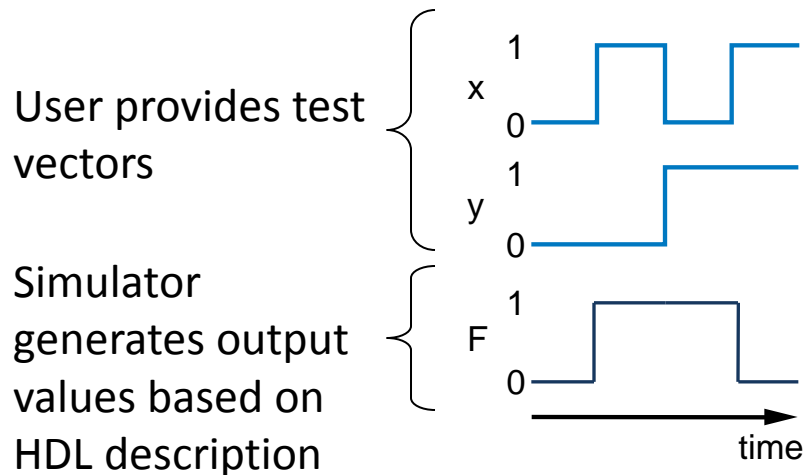 User provides test
vectors
1
x
0
1
y
0
Simulator
generates output
values based on
HDL description
1
F
0
time